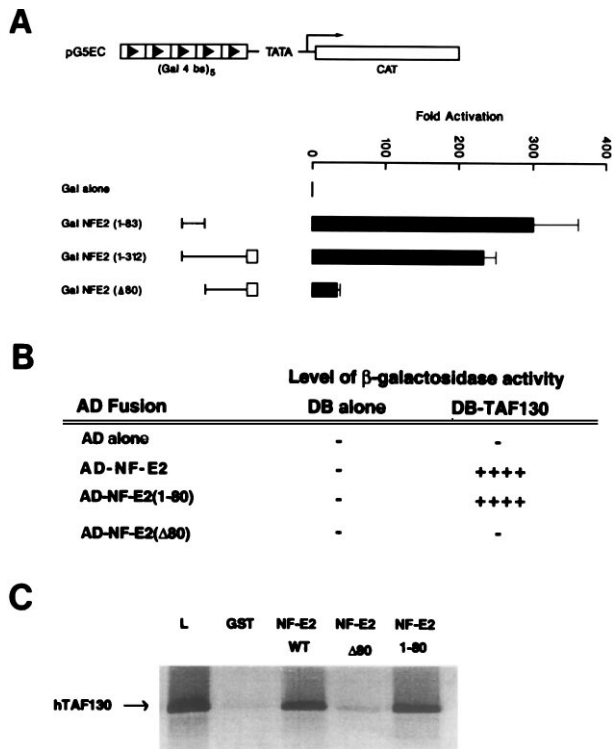 A
pG5EC
TATA
(Gal 4 bs)5
CAT
Fold Activation
0 100 200 300 400
Gal alone
Gal NFE2 (1-83)
Gal NFE2 (1-312)
Gal NFE2 (Δ80)
B
Level of β-galactosidase activity
AD Fusion DB alone DB-TAF130
AD alone - -
AD-NF-E2 - ++++
AD-NF-E2(1-80) - ++++
AD-NF-E2(Δ80) - -
C
L GST NF-E2 NF-E2 NF-E2
WT Δ80 1-80
hTAF130